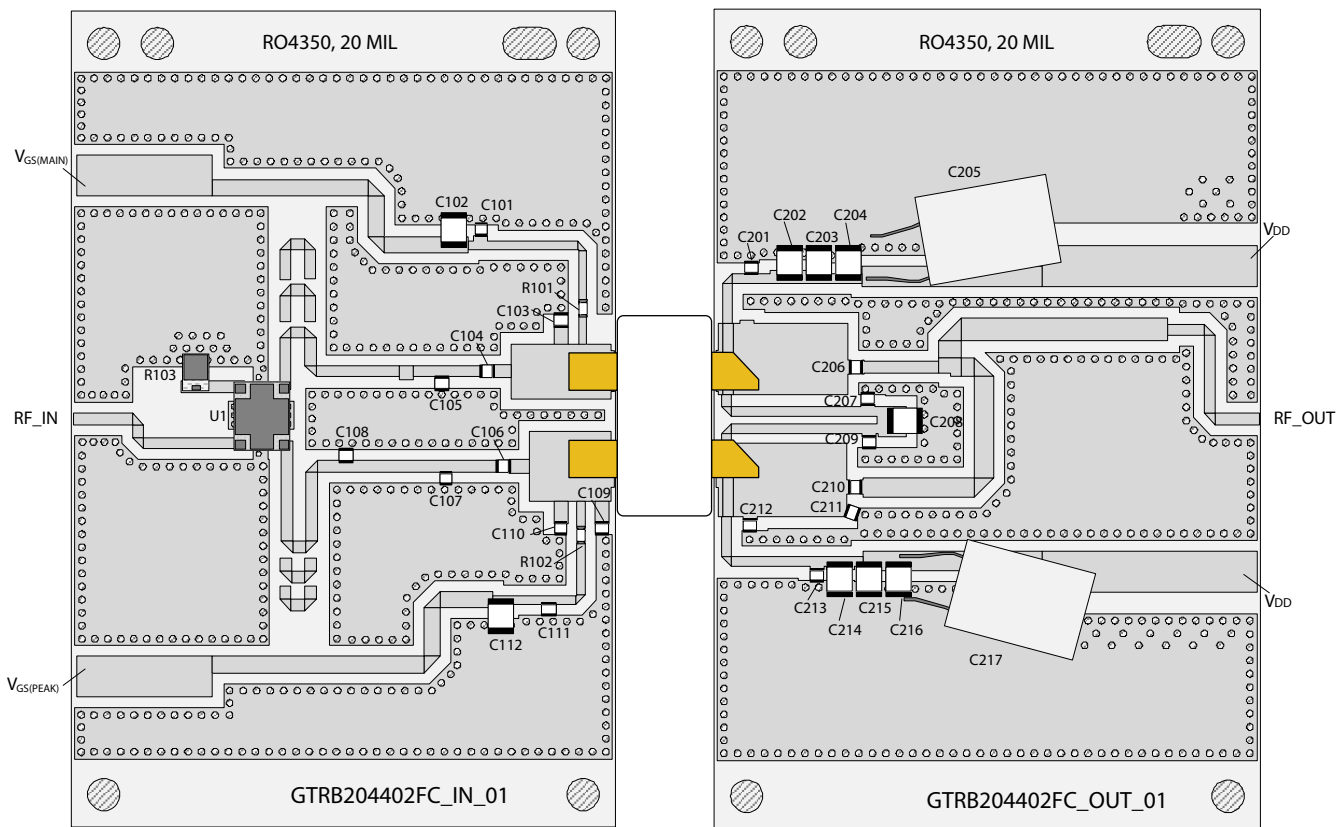 RO4350, 20 MIL
VGS(MAIN)
C102
C101
R101
C103
C104
R103
C105
RF_IN
U1
C108
C106
C107
C109
C110
R102
C111
C112
VGS(PEAK)
GTRB204402FC_IN_01
RO4350, 20 MIL
C205
C202
C204
C201
C203
VDD
C206
C207
C208
RF_OUT
C209
C210
C211
C212
C213
C215
C214
C216
VDD
C217
GTRB204402FC_OUT_01